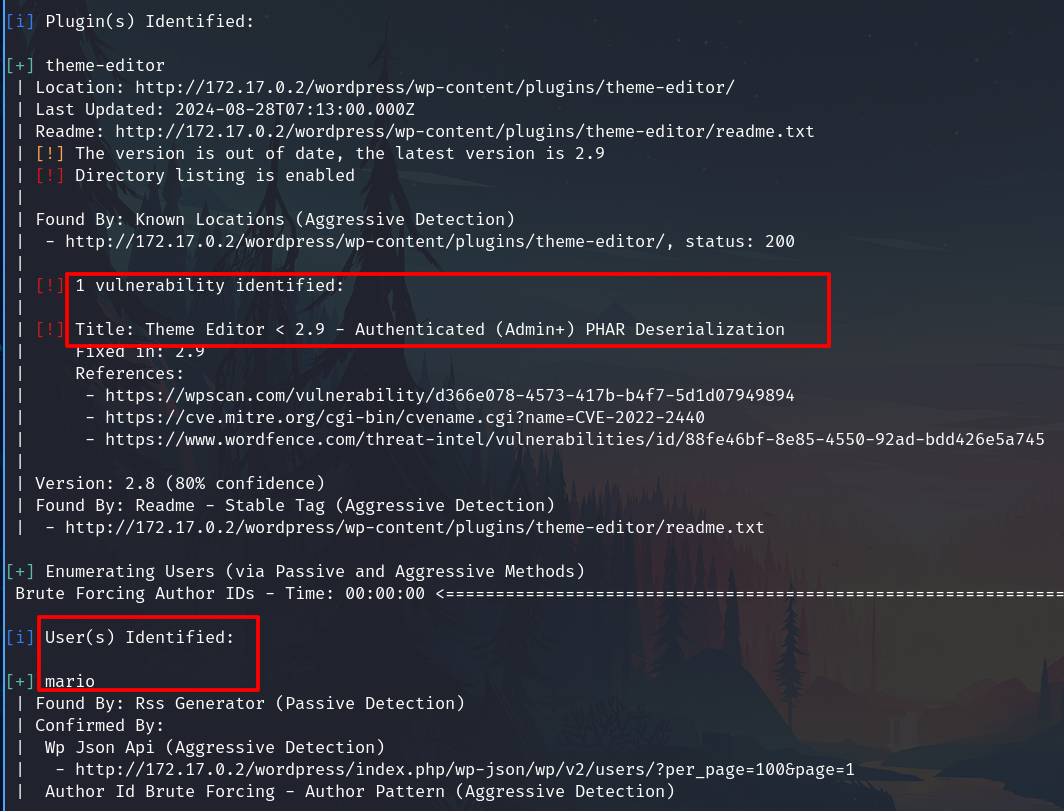 [i] Plugin(s) Identified:
[+] theme-editor
| Location: http://172.17.0.2/wordpress/wp-content/plugins/theme-editor/
| Last Updated: 2024-08-28T07:13:00.000Z
| Readme: http://172.17.0.2/wordpress/wp-content/plugins/theme-editor/readme.txt
| [!] The version is out of date, the latest version is 2.9
| [!] Directory listing is enabled
|
| Found By: Known Locations (Aggressive Detection)
|  - http://172.17.0.2/wordpress/wp-content/plugins/theme-editor/, status: 200
|
| [!] 1 vulnerability identified:
|
| [!] Title: Theme Editor < 2.9 - Authenticated (Admin+) PHAR Deserialization
|     Fixed in: 2.9
|     References:
|      - https://wpscan.com/vulnerability/d366e078-4573-417b-b4f7-5d1d07949894
|      - https://cve.mitre.org/cgi-bin/cvename.cgi?name=CVE-2022-2440
|      - https://www.wordfence.com/threat-intel/vulnerabilities/id/88fe46bf-8e85-4550-92ad-bdd426e5a745
|
| Version: 2.8 (80% confidence)
| Found By: Readme - Stable Tag (Aggressive Detection)
|  - http://172.17.0.2/wordpress/wp-content/plugins/theme-editor/readme.txt
[+] Enumerating Users (via Passive and Aggressive Methods)
Brute Forcing Author IDs - Time: 00:00:00 <==============================================================
[i] User(s) Identified:
[+] mario
| Found By: Rss Generator (Passive Detection)
| Confirmed By:
|  Wp Json Api (Aggressive Detection)
|   - http://172.17.0.2/wordpress/index.php/wp-json/wp/v2/users/?per_page=100&page=1
|  Author Id Brute Forcing - Author Pattern (Aggressive Detection)